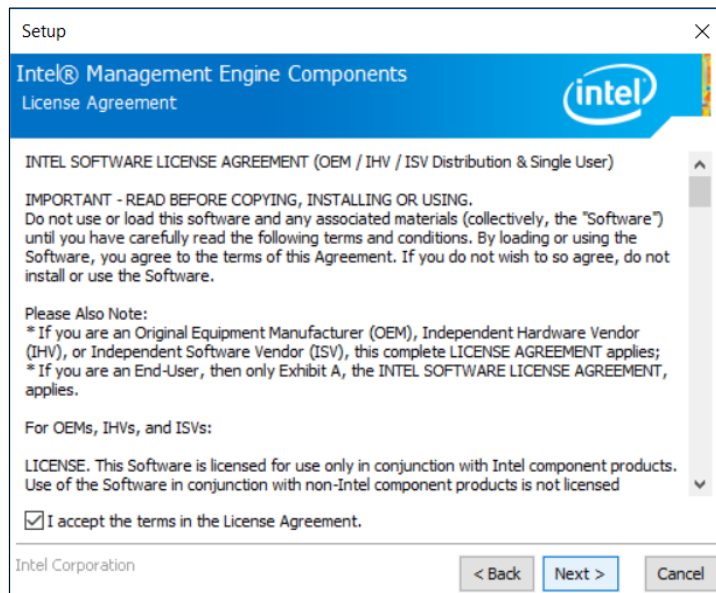 Setup
Intel® Management Engine Components
License Agreement
intel
INTEL SOFTWARE LICENSE AGREEMENT (OEM / IHV / ISV Distribution & Single User)
IMPORTANT - READ BEFORE COPYING, INSTALLING OR USING.
Do not use or load this software and any associated materials (collectively, the "Software")
until you have carefully read the following terms and conditions. By loading or using the
Software, you agree to the terms of this Agreement. If you do not wish to so agree, do not
install or use the Software.
Please Also Note:
* If you are an Original Equipment Manufacturer (OEM), Independent Hardware Vendor
(IHV), or Independent Software Vendor (ISV), this complete LICENSE AGREEMENT applies;
* If you are an End-User, then only Exhibit A, the INTEL SOFTWARE LICENSE AGREEMENT,
applies.
For OEMs, IHVs, and ISVs:
LICENSE. This Software is licensed for use only in conjunction with Intel component products.
Use of the Software in conjunction with non-Intel component products is not licensed
I accept the terms in the License Agreement.
Intel Corporation
< Back Next > Cancel